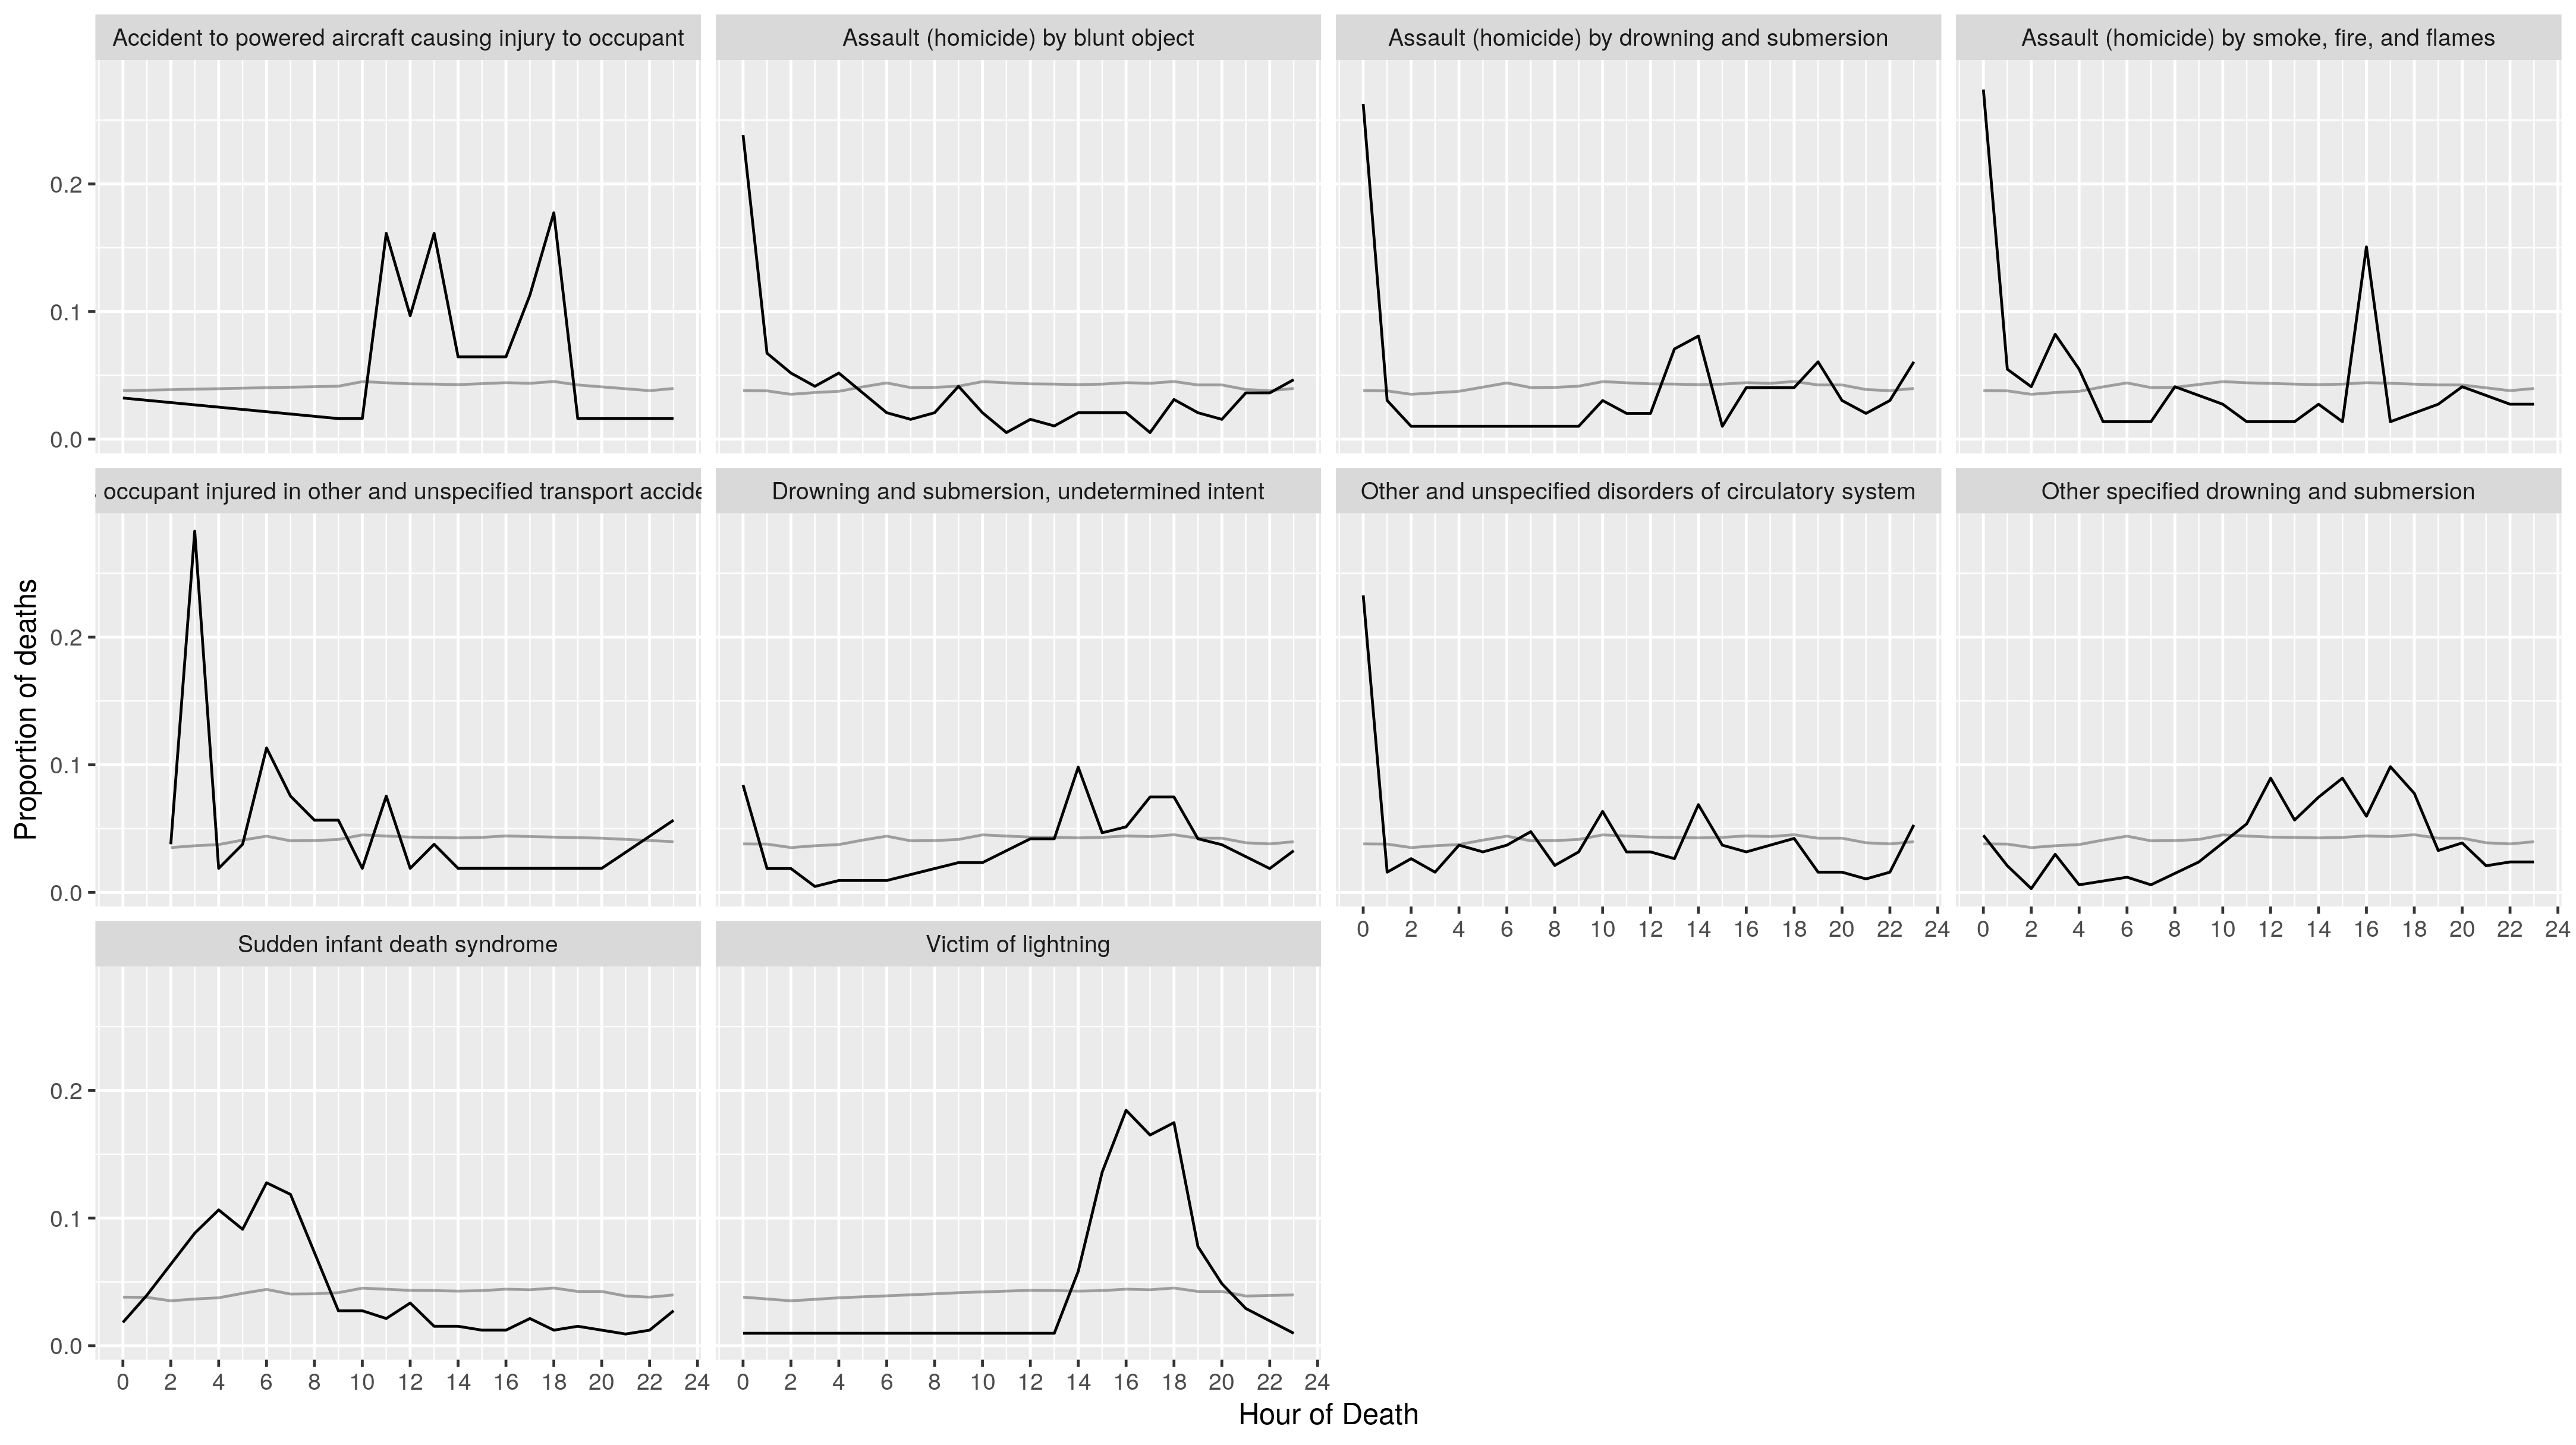 Accident to powered aircraft causing injury to occupant
Assault (homicide) by blunt object
Assault (homicide) by drowning and submersion
Assault (homicide) by smoke, fire, and flames
0.2
0.1
0.0
occupant injured in other and unspecified transport accide
Drowning and submersion, undetermined intent
Other and unspecified disorders of circulatory system
Other specified drowning and submersion
0.2
0.1
0.0
0 2 4 6 8 10 12 14 16 18 20 22 24
0 2 4 6 8 10 12 14 16 18 20 22 24
Sudden infant death syndrome
Victim of lightning
0.2
0.1
0.0
0 2 4 6 8 10 12 14 16 18 20 22 24
0 2 4 6 8 10 12 14 16 18 20 22 24
Proportion of deaths
Hour of Death